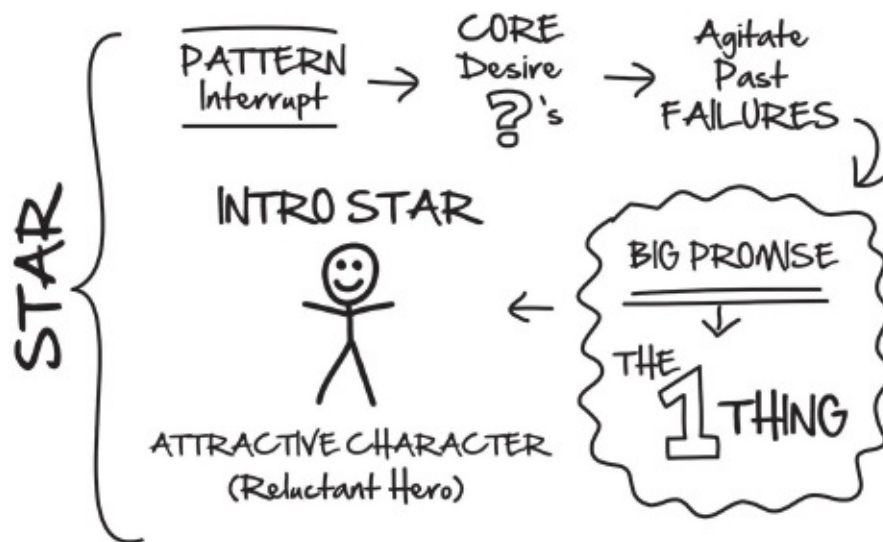 STAR
PATTERN
Interrupt
CORE
Desire
?'s
Agitate
Past
FAILURES
BIG PROMISE
THE
1 THING
INTRO STAR
ATTRACTIVE CHARACTER
(Reluctant Hero)